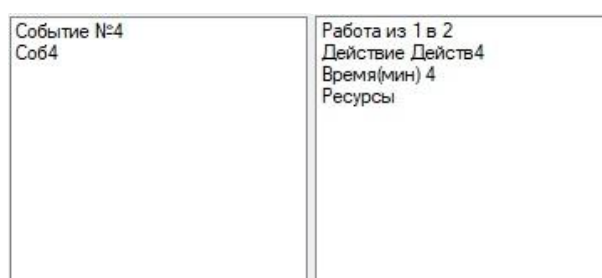 Событие №4
Соб4
Работа из 1 в 2
Действие Действ4
Время(мин) 4
Ресурсы